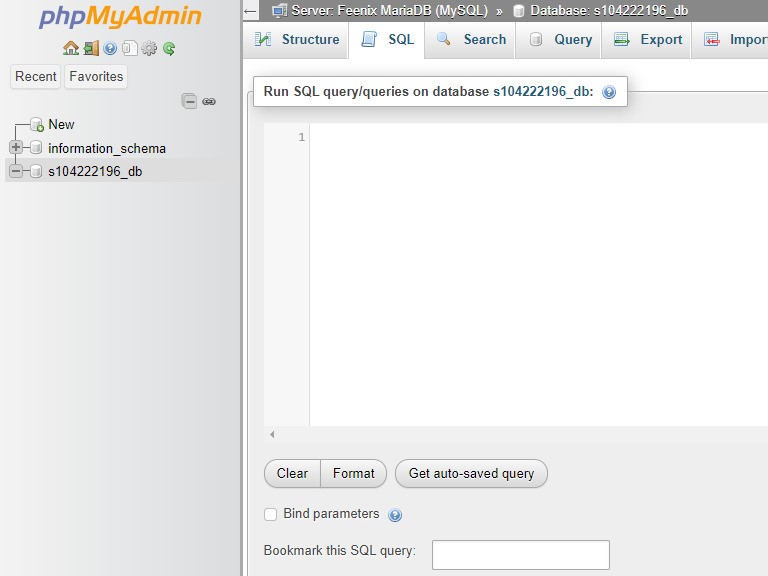 phpMyAdmin
Recent Favorites
New
information_schema
s104222196_db
← Server: Feenix MariaDB (MySQL) » Database: s104222196_db
Structure SQL Search Query Export Impor
Run SQL query/queries on database s104222196_db:
1
Clear Format Get auto-saved query
Bind parameters
Bookmark this SQL query: